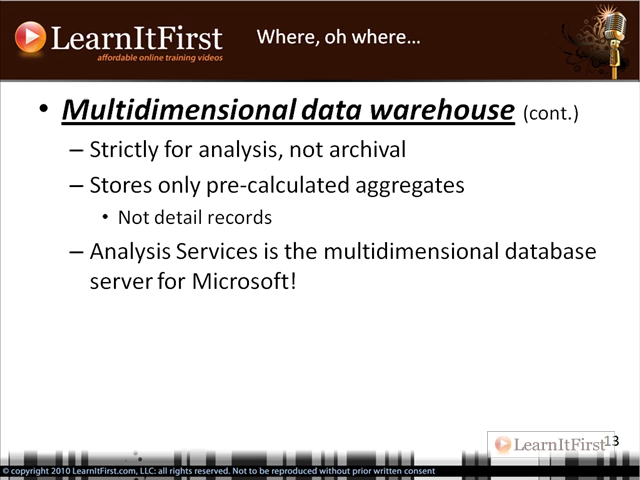 LearnItFirst
affordable online training videos
Where, oh where…
• Multidimensional data warehouse (cont.)
– Strictly for analysis, not archival
– Stores only pre-calculated aggregates
• Not detail records
– Analysis Services is the multidimensional database
server for Microsoft!
LearnItFirst
13
© copyright 2010 LearnItFirst.com, LLC: all rights reserved. Not to be reproduced without prior written consent